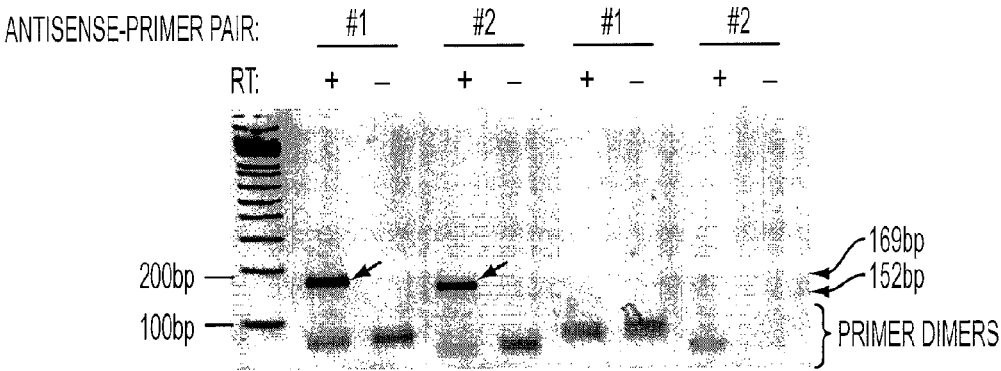 ANTISENSE-PRIMER PAIR: #1 #2 #1 #2
RT: + – + – + – + –
169bp
200bp
152bp
100bp
PRIMER DIMERS